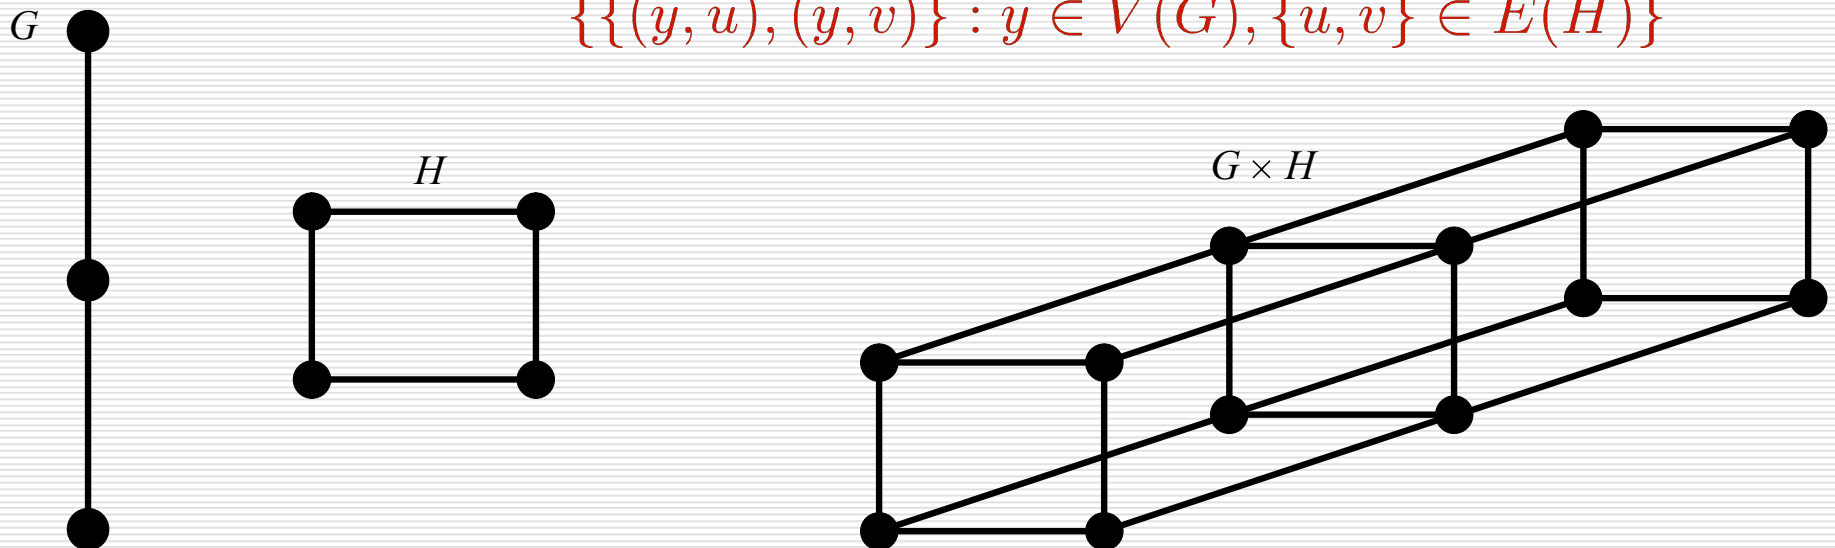 G
{{(y, u), (y, v)} : y ∈ V(G), {u, v} ∈ E(H)}
H
G × H